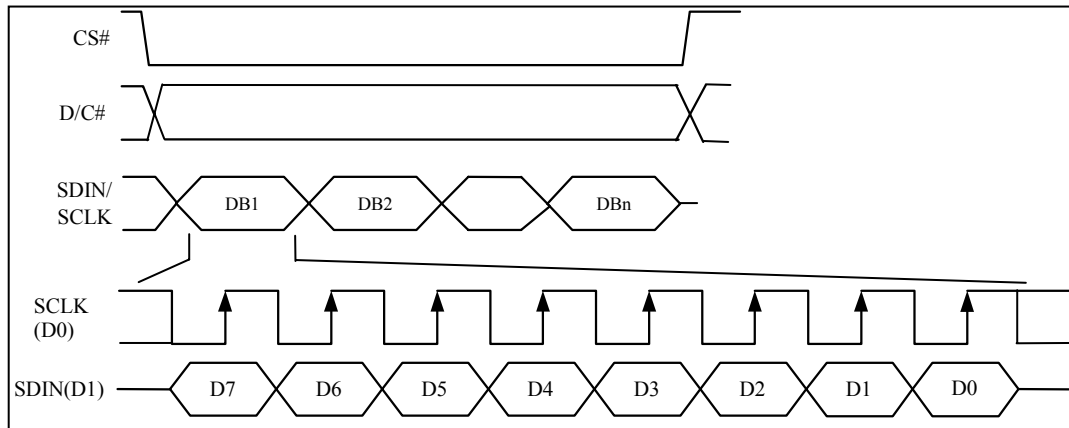 CS#
D/C#
SDIN/
SCLK
DB1 DB2 DBn
SCLK
(D0)
SDIN(D1) D7 D6 D5 D4 D3 D2 D1 D0